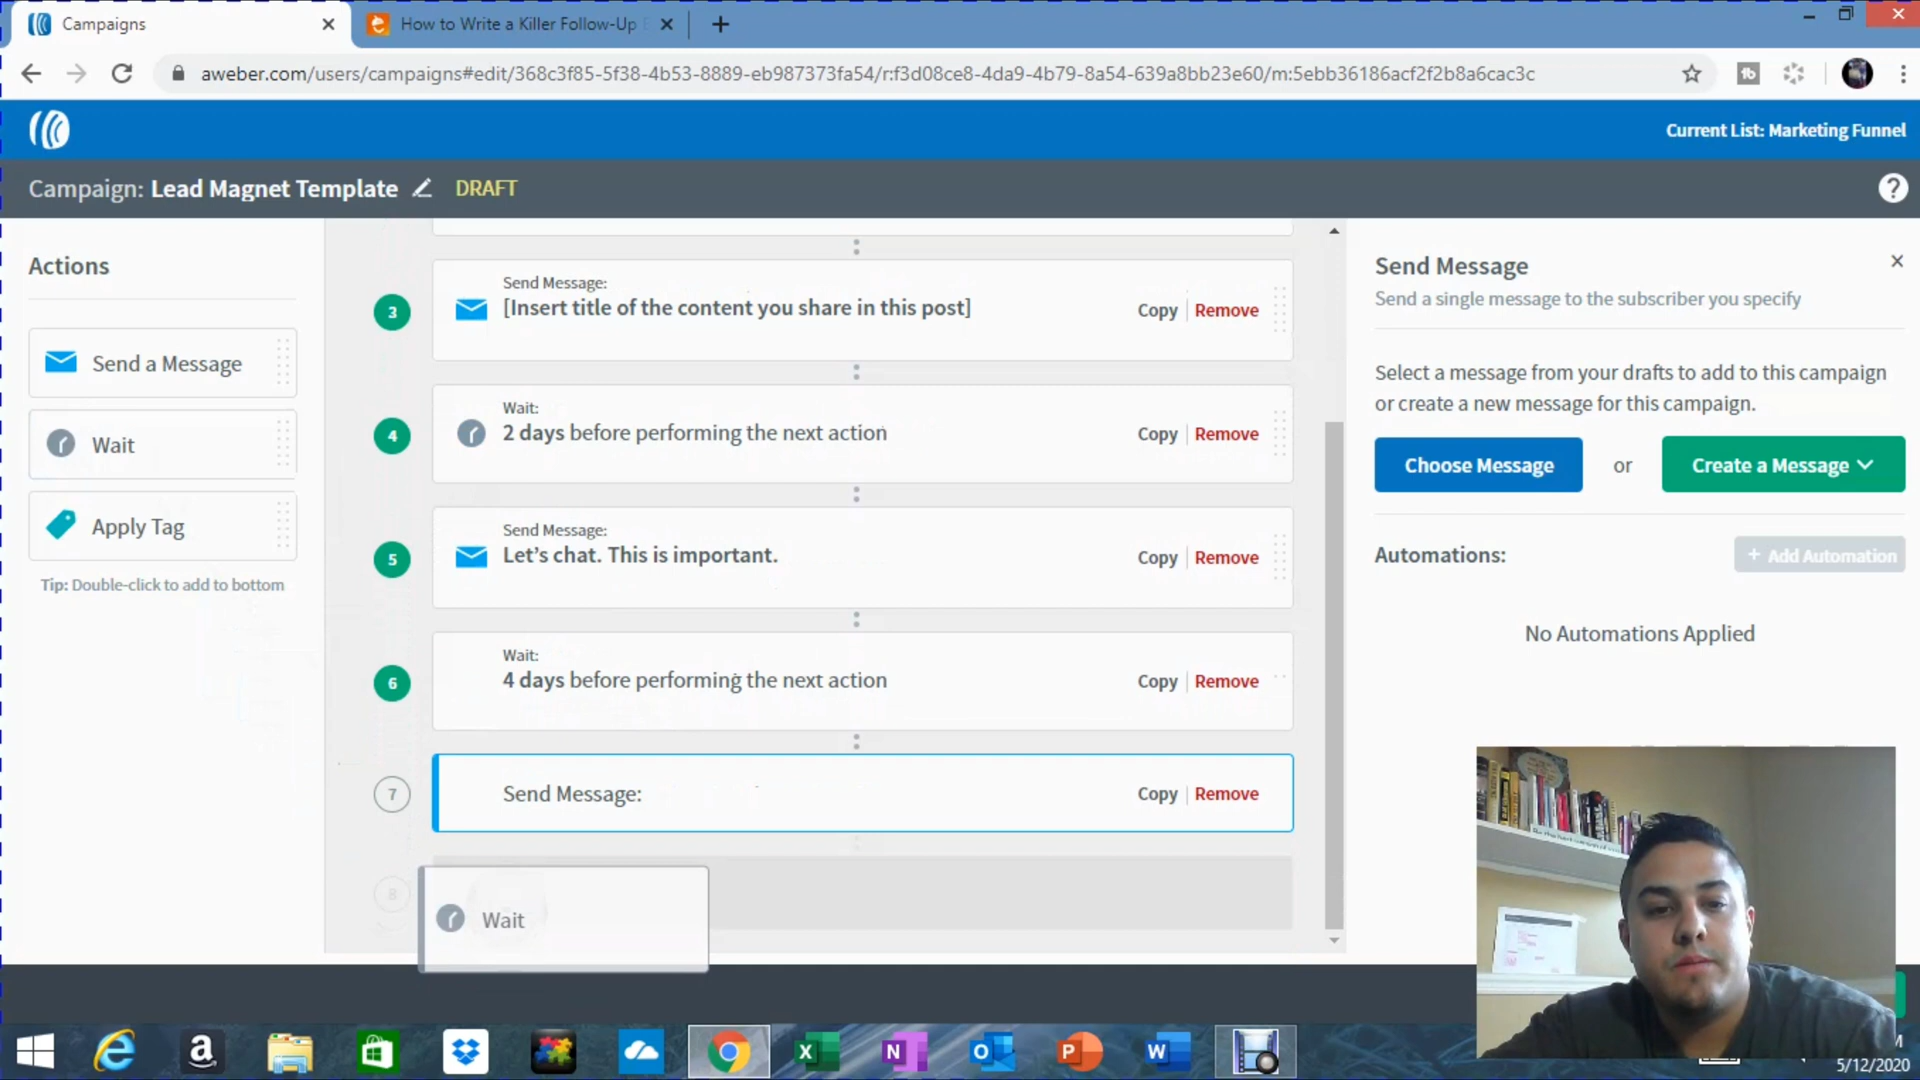 Campaigns
How to Write a Killer Follow-Up
aweber.com/users/campaigns#edit/368c3f85-5f38-4b53-8889-eb987373fa54/r:f3d08ce8-4da9-4b79-8a54-639a8bb23e60/m:5ebb36186acf2f2b8a6cac3c
Current List: Marketing Funnel
Campaign: Lead Magnet Template
DRAFT
Actions
Send a Message
Wait
Apply Tag
Tip: Double-click to add to bottom
3
Send Message:
[Insert title of the content you share in this post]
Copy
Remove
4
Wait:
2 days before performing the next action
Copy
Remove
5
Send Message:
Let’s chat. This is important.
Copy
Remove
6
Wait:
4 days before performing the next action
Copy
Remove
7
Send Message:
Copy
Remove
8
Wait
Send Message
Send a single message to the subscriber you specify
Select a message from your drafts to add to this campaign
or create a new message for this campaign.
Choose Message
or
Create a Message
Automations:
+ Add Automation
No Automations Applied
5/12/2020